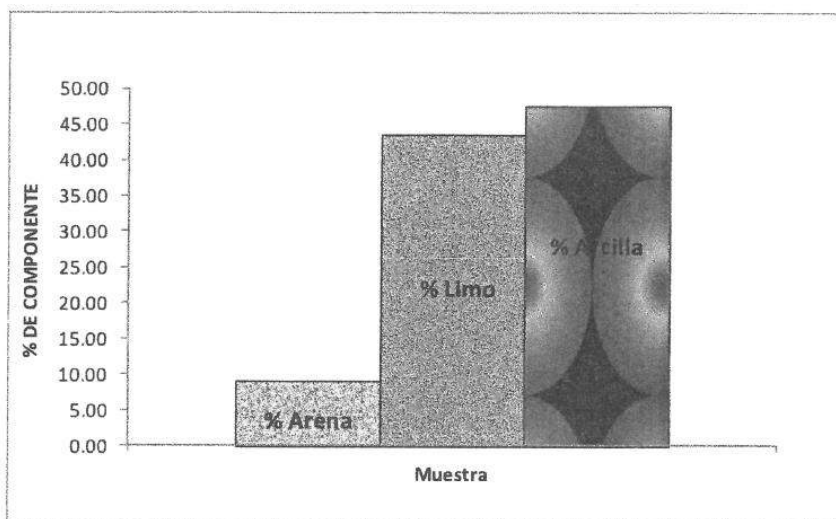 50.00
45.00
40.00
35.00
30.00
25.00
20.00
15.00
10.00
5.00
0.00
% DE COMPONENTE
% Arena
% Limo
% Arcilla
Muestra